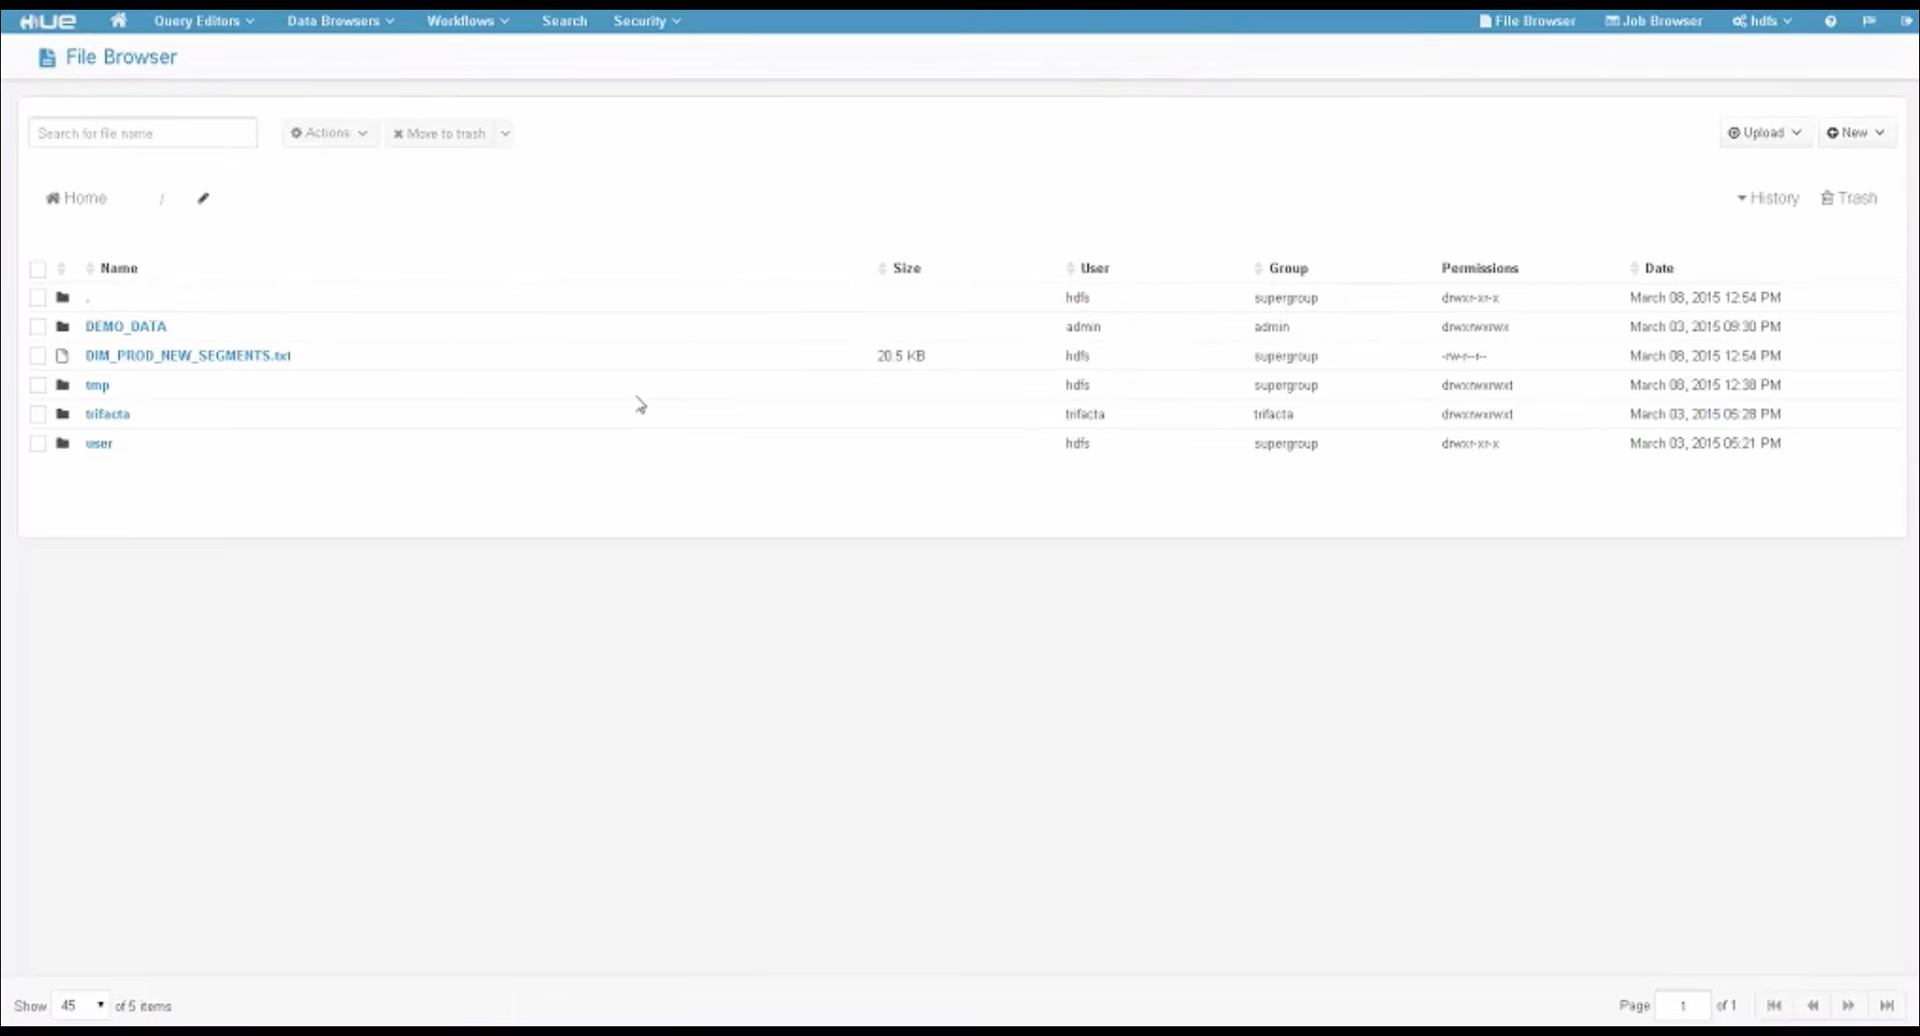 HUE Query Editors Data Browsers Workflows Search Security File Browser Job Browser hdfs
File Browser
Search for file name Actions Move to trash Upload New
Home / History Trash
Name Size User Group Permissions Date
. hdfs supergroup drwxr-xr-x March 08, 2015 12:54 PM
DEMO_DATA admin admin drwxrwxrwx March 03, 2015 09:30 PM
DIM_PROD_NEW_SEGMENTS.txt 20.5 KB hdfs supergroup -rw-r--r-- March 08, 2015 12:54 PM
tmp hdfs supergroup drwxrwxrwxt March 08, 2015 12:38 PM
trifacta trifacta trifacta drwxrwxrwxt March 03, 2015 05:28 PM
user hdfs supergroup drwxr-xr-x March 03, 2015 05:21 PM
Show 45 of 5 items Page 1 of 1